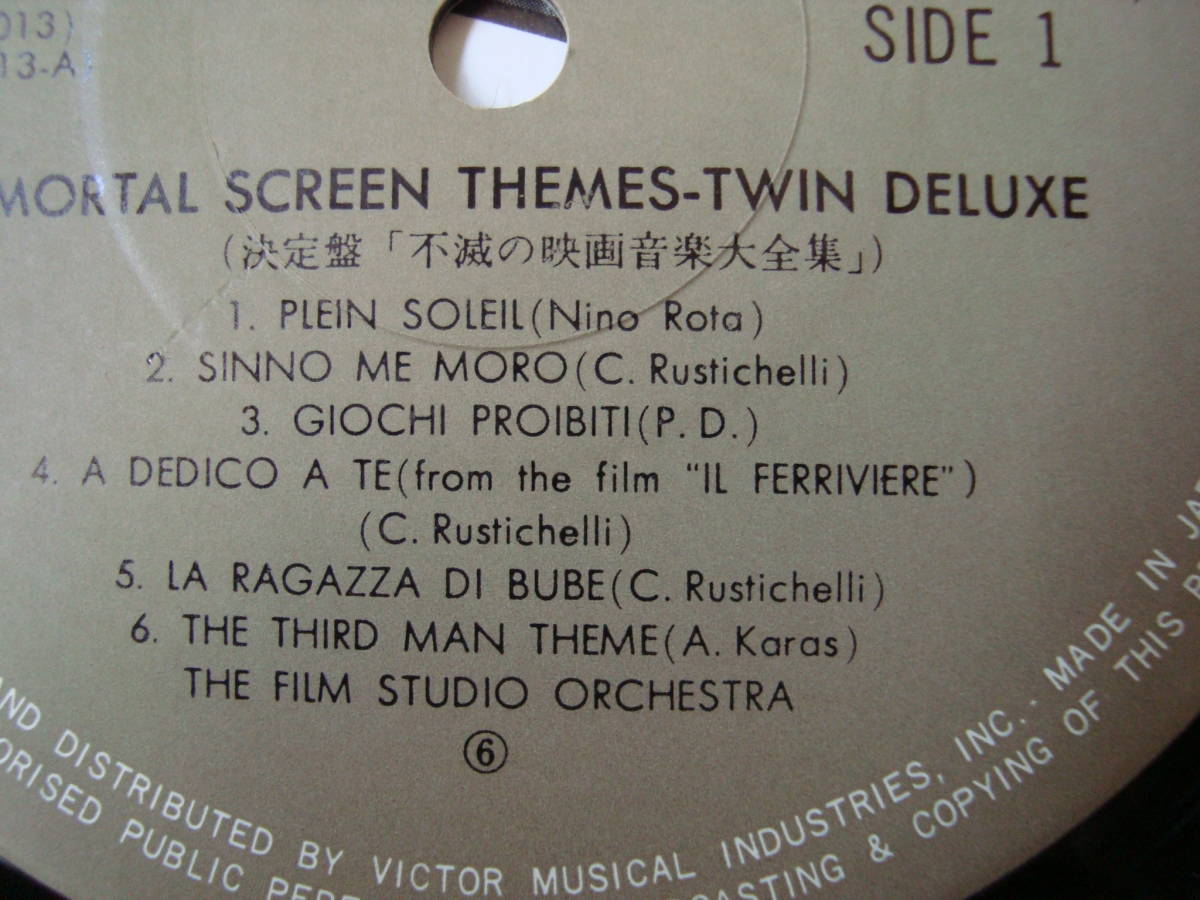 013)
13-A
SIDE 1
MORTAL SCREEN THEMES-TWIN DELUXE
(決定盤「不滅の映画音楽大全集」)
1. PLEIN SOLEIL(Nino Rota)
2. SINNO ME MORO(C. Rustichelli)
3. GIOCHI PROIBITI(P.D.)
4. A DEDICO A TE(from the film "IL FERRIVIERE")
(C. Rustichelli)
5. LA RAGAZZA DI BUBE(C. Rustichelli)
6. THE THIRD MAN THEME(A. Karas)
THE FILM STUDIO ORCHESTRA
⑥
AND DISTRIBUTED BY VICTOR MUSICAL INDUSTRIES, INC. · MADE IN JAP
ORISED PUBLIC PERF CASTING & COPYING OF THIS RE